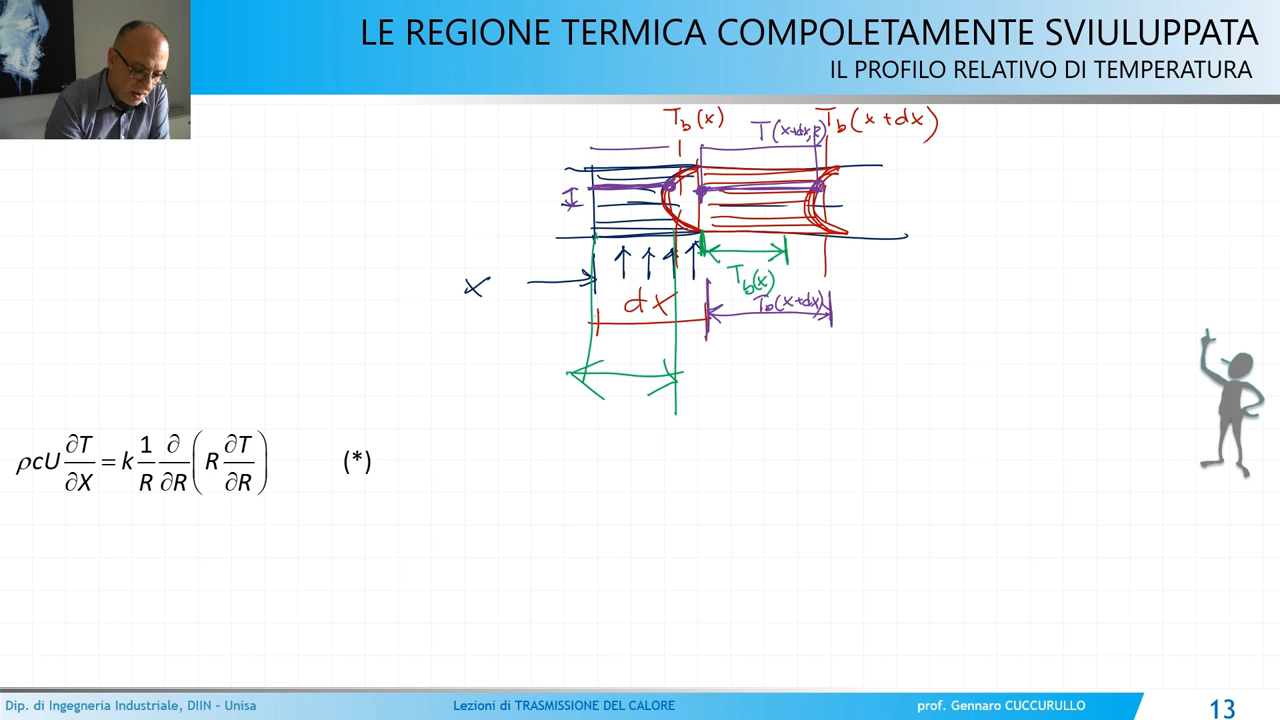 LE REGIONE TERMICA COMPOLETAMENTE SVIULUPPATA
IL PROFILO RELATIVO DI TEMPERATURA
T_b(x)
T(x+dx,R)
T_b(x+dx)
T_b(x)
x
dx
T_b(x+dx)
ρcU ∂T/∂X = k 1/R ∂/∂R (R ∂T/∂R) (*)
Dip. di Ingegneria Industriale, DIIN - Unisa
Lezioni di TRASMISSIONE DEL CALORE
prof. Gennaro CUCCURULLO
13